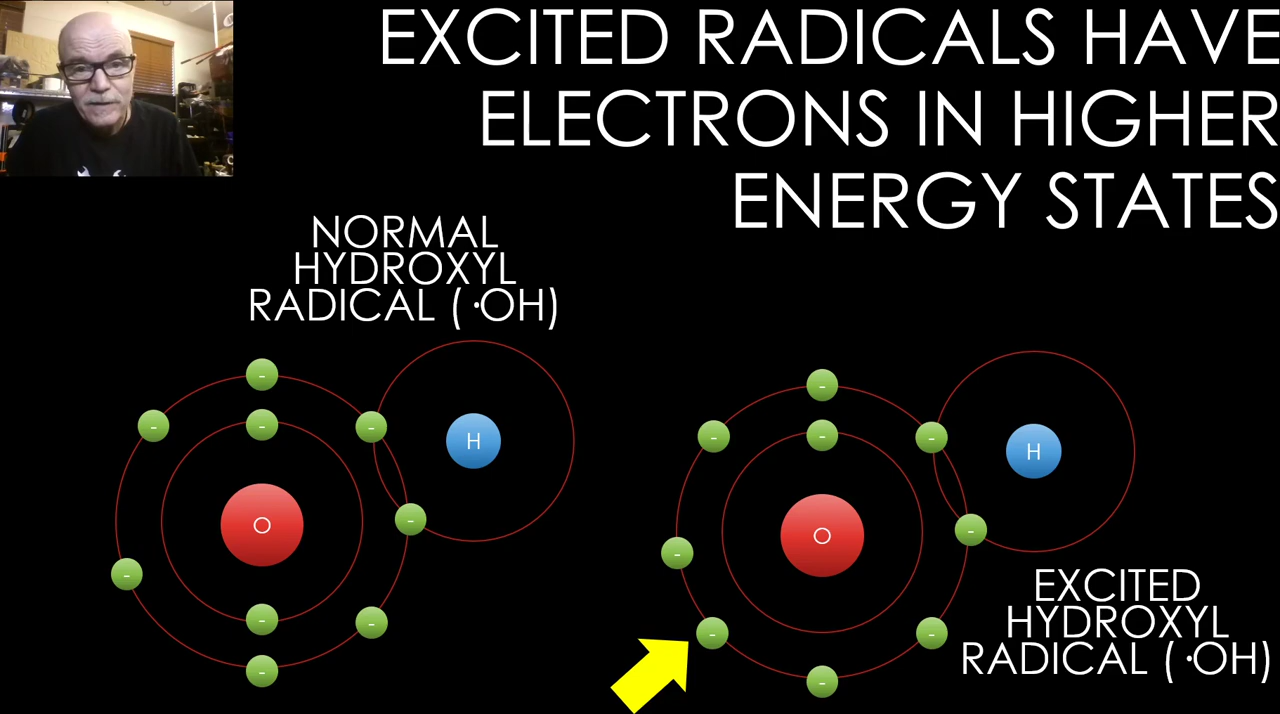 EXCITED RADICALS HAVE
ELECTRONS IN HIGHER
ENERGY STATES
NORMAL
HYDROXYL
RADICAL ( ·OH)
-
-
-
-
-
-
-
-
-
O
H
-
-
-
-
-
-
-
-
-
O
H
EXCITED
HYDROXYL
RADICAL ( ·OH)